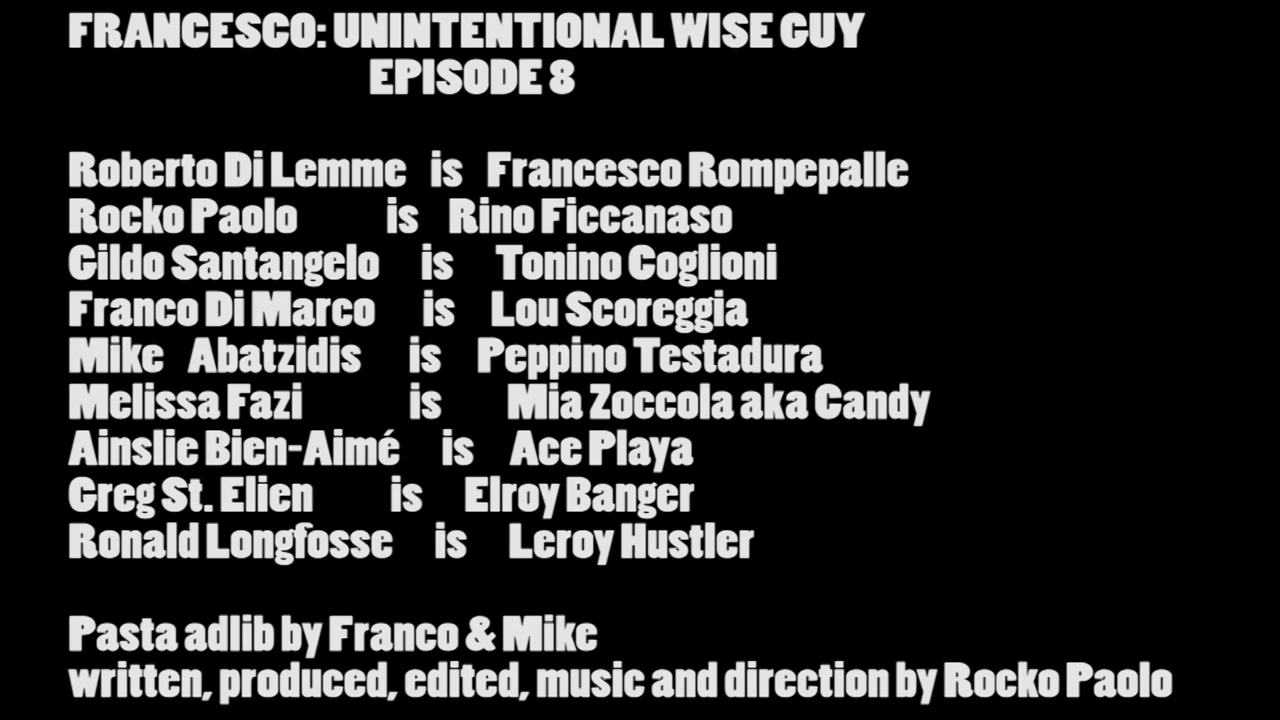 FRANCESCO: UNINTENTIONAL WISE GUY
EPISODE 8
Roberto Di Lemme is Francesco Rompepalle
Rocko Paolo is Rino Ficcanaso
Gildo Santangelo is Tonino Coglioni
Franco Di Marco is Lou Scoreggia
Mike Abatzidis is Peppino Testadura
Melissa Fazi is Mia Zoccola aka Candy
Ainslie Bien-Aimé is Ace Playa
Greg St. Elien is Elroy Banger
Ronald Longfosse is Leroy Hustler
Pasta adlib by Franco & Mike
written, produced, edited, music and direction by Rocko Paolo